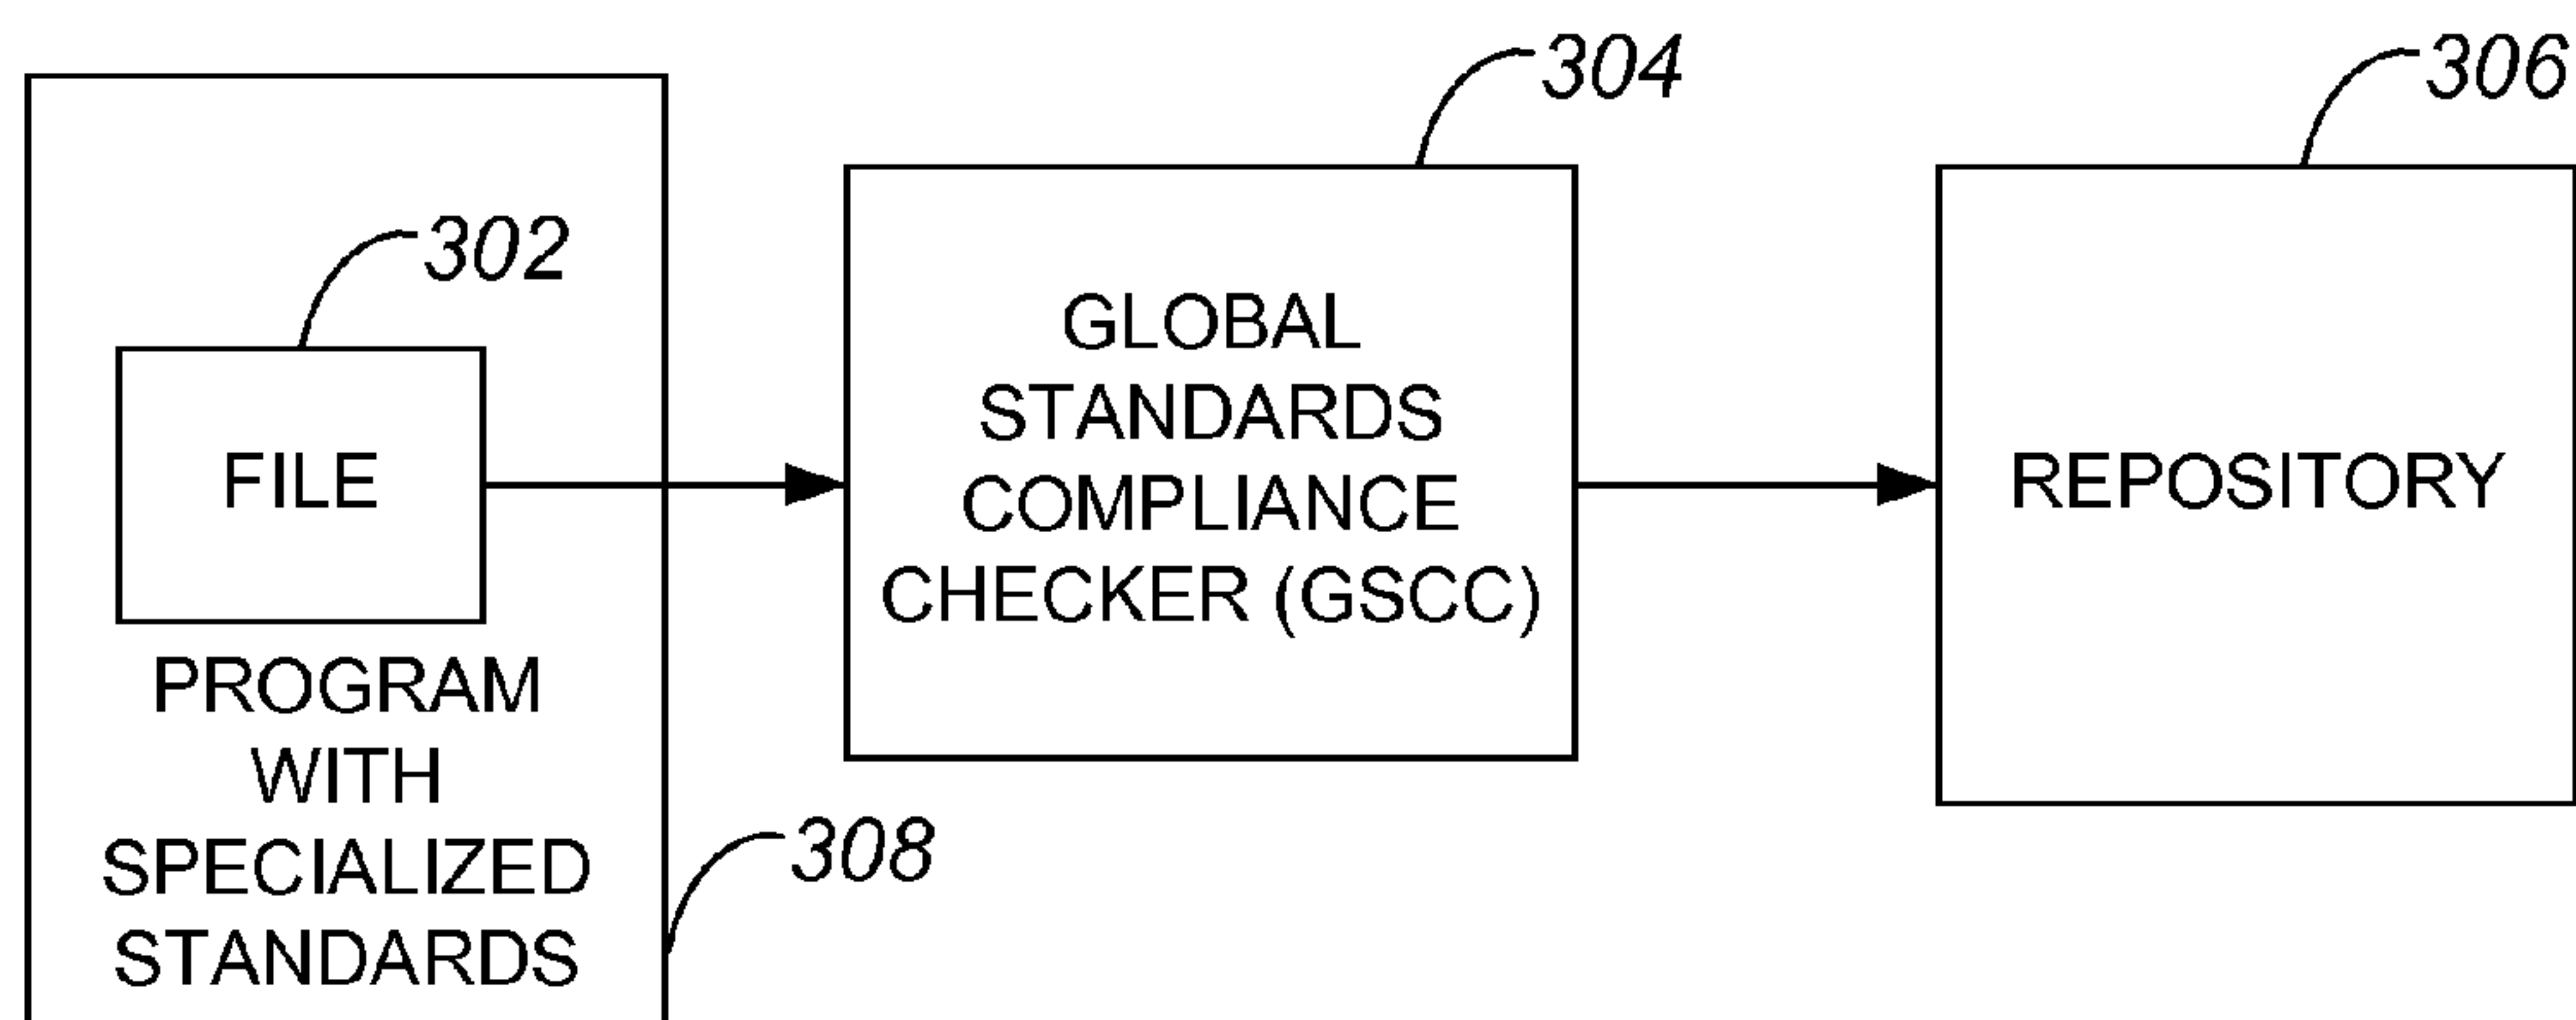 304
306
302
FILE
GLOBAL
STANDARDS
COMPLIANCE
CHECKER (GSCC)
REPOSITORY
PROGRAM
WITH
SPECIALIZED
STANDARDS
308